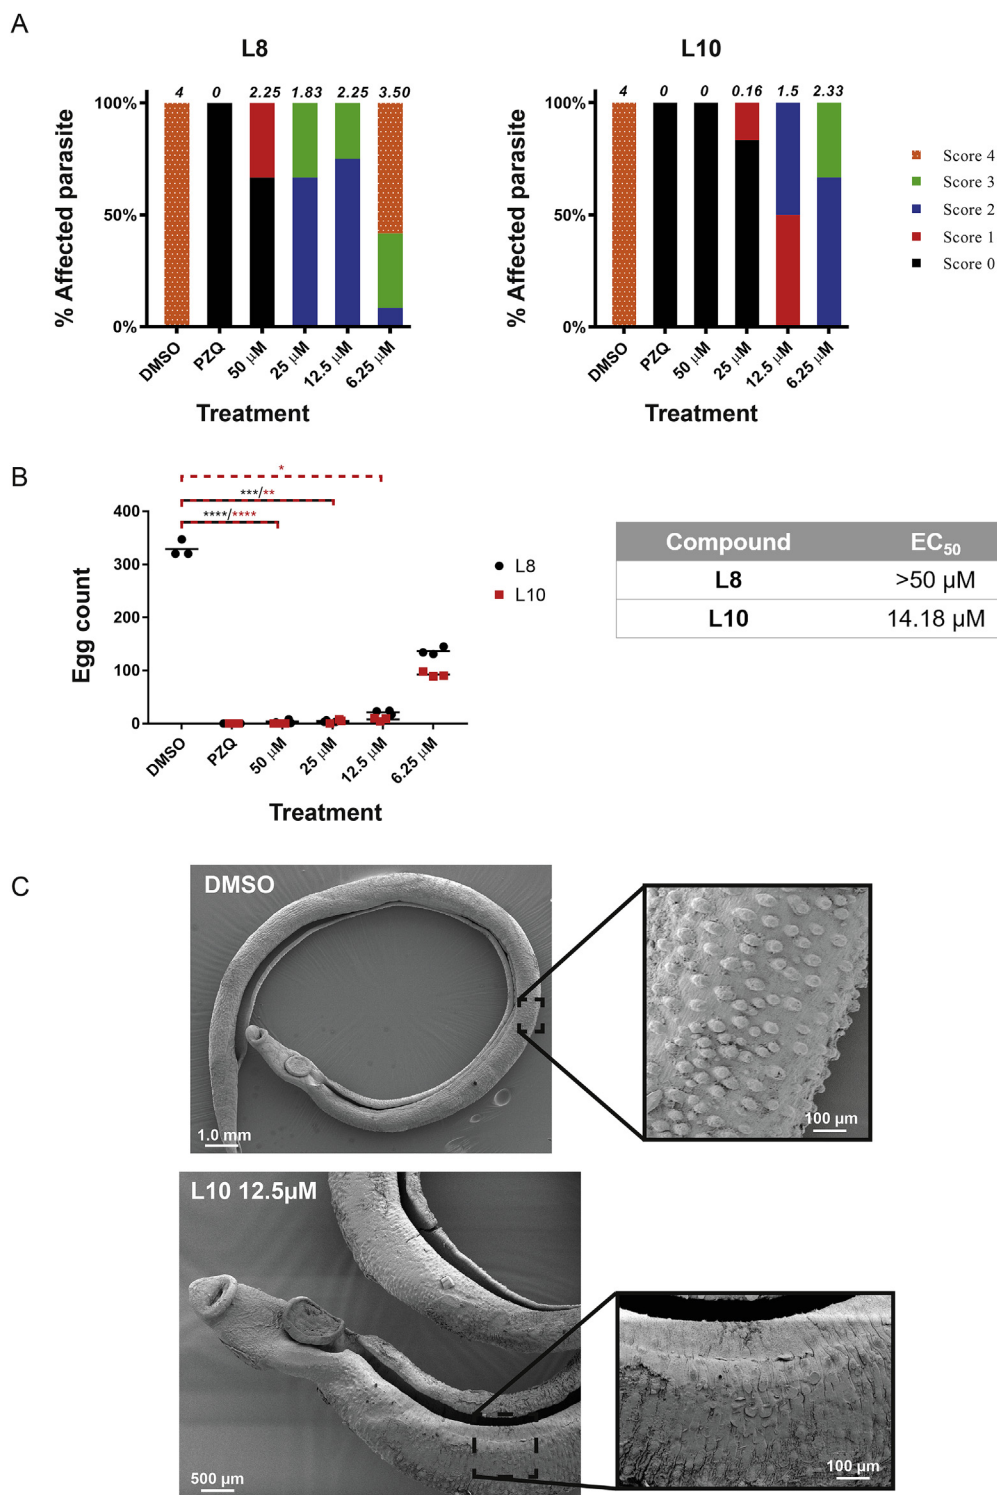 A
L8
L10
4 0 2.25 1.83 2.25 3.50
4 0 0 0.16 1.5 2.33
100%
50%
0%
% Affected parasite
DMSO PZQ 50 µM 25 µM 12.5 µM 6.25 µM
Treatment
100%
50%
0%
% Affected parasite
DMSO PZQ 50 µM 25 µM 12.5 µM 6.25 µM
Treatment
Score 4
Score 3
Score 2
Score 1
Score 0
B
*
***/**
****/****
400
300
200
100
0
Egg count
DMSO PZQ 50 µM 25 µM 12.5 µM 6.25 µM
Treatment
L8
L10
Compound EC50
L8 >50 µM
L10 14.18 µM
C
DMSO
1.0 mm
100 µm
L10 12.5µM
500 µm
100 µm